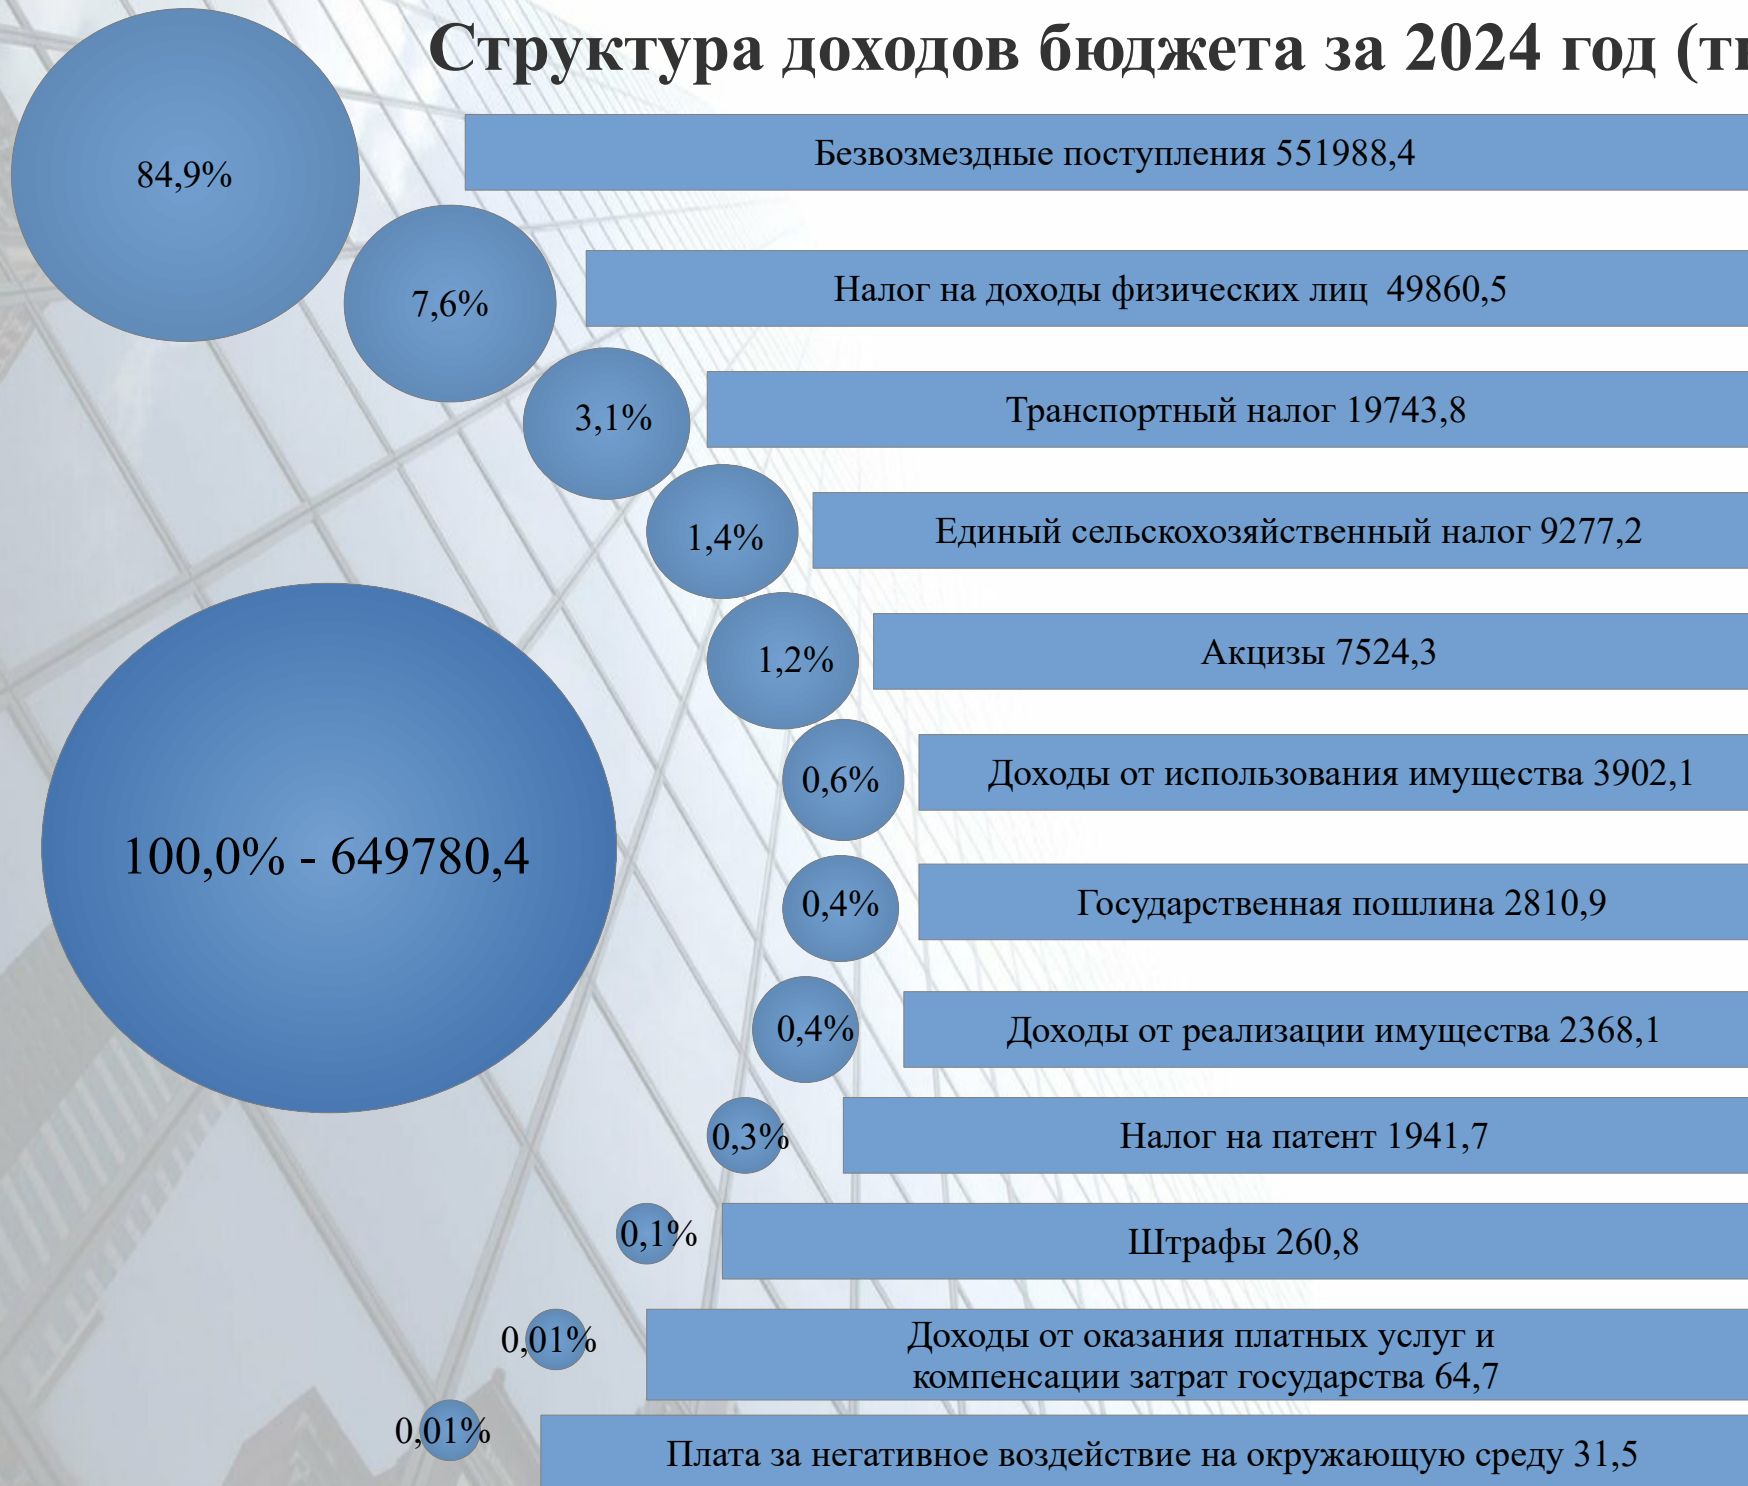 Структура доходов бюджета за 2024 год
84,9%
Безвозмездные поступления 551988,4
7,6%
Налог на доходы физических лиц 49860,5
3,1%
Транспортный налог 19743,8
1,4%
Единый сельскохозяйственный налог 9277,2
1,2%
Акцизы 7524,3
0,6%
Доходы от использования имущества 3902,1
100,0% - 649780,4
0,4%
Государственная пошлина 2810,9
0,4%
Доходы от реализации имущества 2368,1
0,3%
Налог на патент 1941,7
0,1%
Штрафы 260,8
0,01%
Доходы от оказания платных услуг и
компенсации затрат государства 64,7
0,01%
Плата за негативное воздействие на окружающую среду 31,5